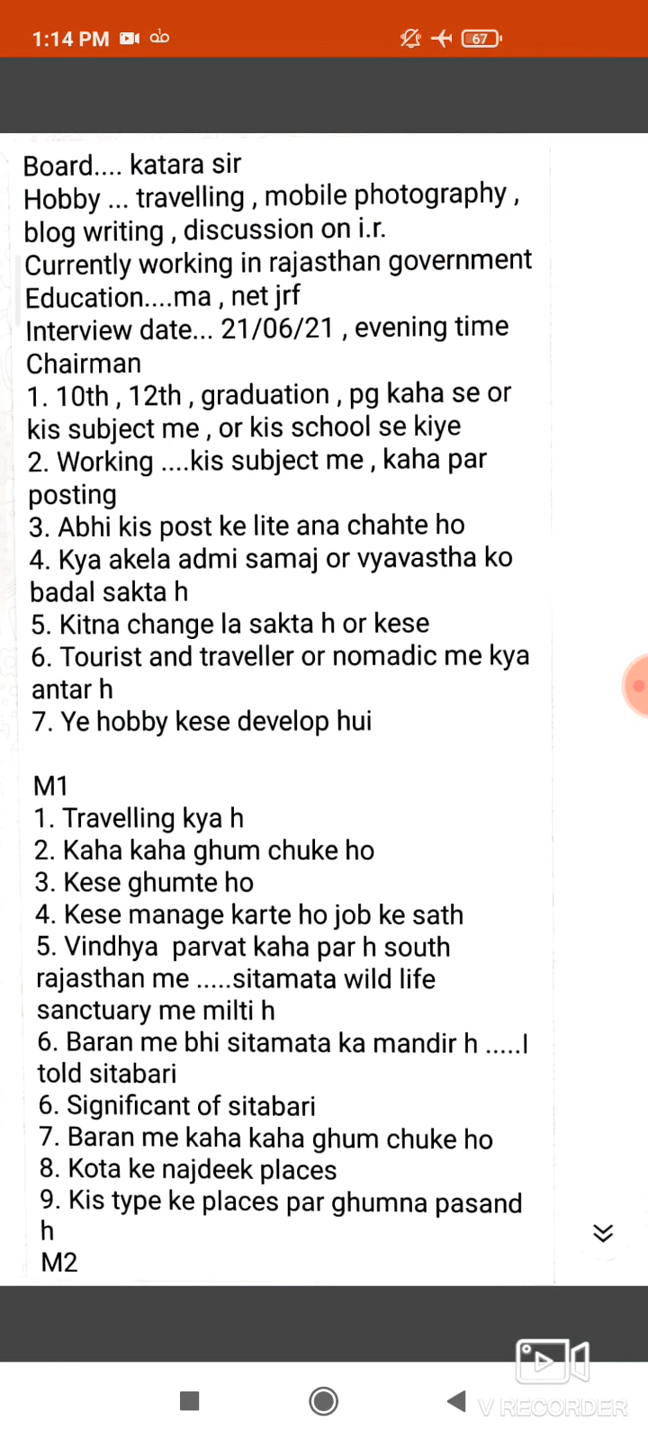 1:14 PM
67
Board.... katara sir
Hobby ... travelling , mobile photography ,
blog writing , discussion on i.r.
Currently working in rajasthan government
Education....ma , net jrf
Interview date... 21/06/21 , evening time
Chairman
1. 10th , 12th , graduation , pg kaha se or
kis subject me , or kis school se kiye
2. Working ....kis subject me , kaha par
posting
3. Abhi kis post ke lite ana chahte ho
4. Kya akela admi samaj or vyavastha ko
badal sakta h
5. Kitna change la sakta h or kese
6. Tourist and traveller or nomadic me kya
antar h
7. Ye hobby kese develop hui
M1
1. Travelling kya h
2. Kaha kaha ghum chuke ho
3. Kese ghumte ho
4. Kese manage karte ho job ke sath
5. Vindhya parvat kaha par h south
rajasthan me .....sitamata wild life
sanctuary me milti h
6. Baran me bhi sitamata ka mandir h .....I
told sitabari
6. Significant of sitabari
7. Baran me kaha kaha ghum chuke ho
8. Kota ke najdeek places
9. Kis type ke places par ghumna pasand
h
M2
V RECORDER